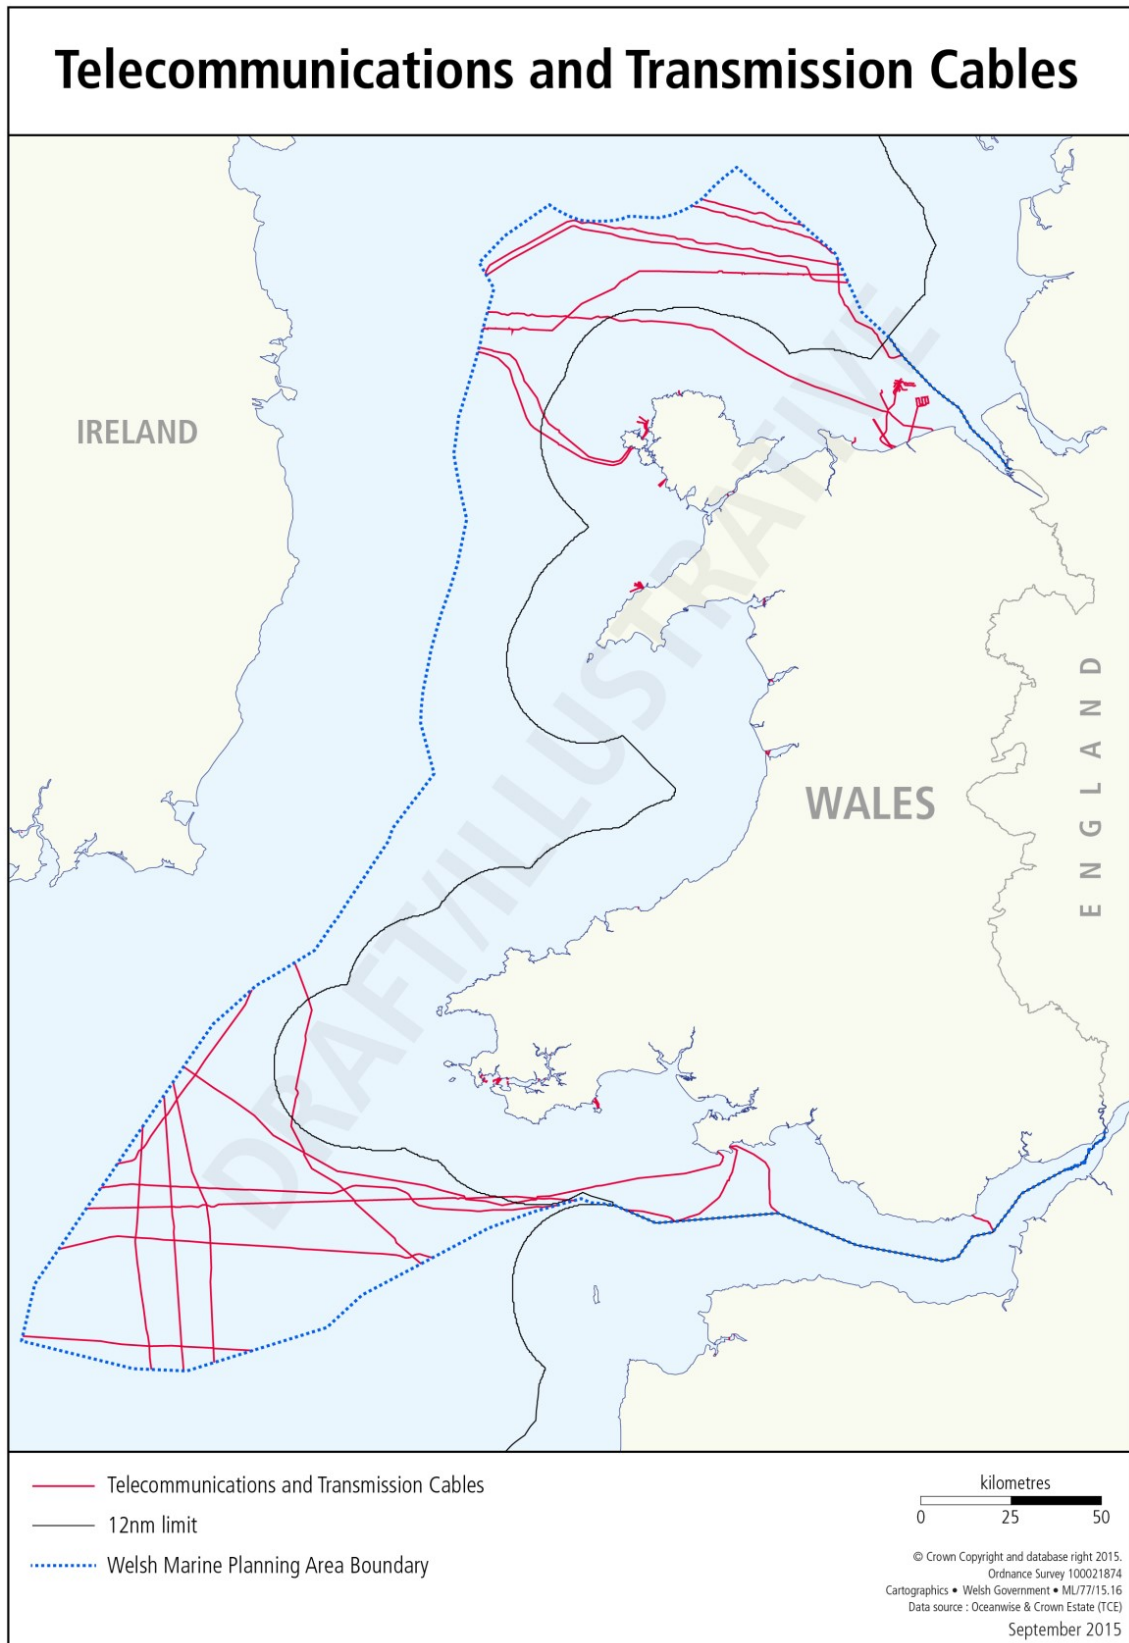 Telecommunications and Transmission Cables
IRELAND
WALES
ENGLAND
DRAFT/ILLUSTRATIVE
Telecommunications and Transmission Cables
12nm limit
Welsh Marine Planning Area Boundary
kilometres
0 25 50
© Crown Copyright and database right 2015.
Ordnance Survey 100021874
Cartographics • Welsh Government • ML/77/15.16
Data source : Oceanwise & Crown Estate (TCE)
September 2015